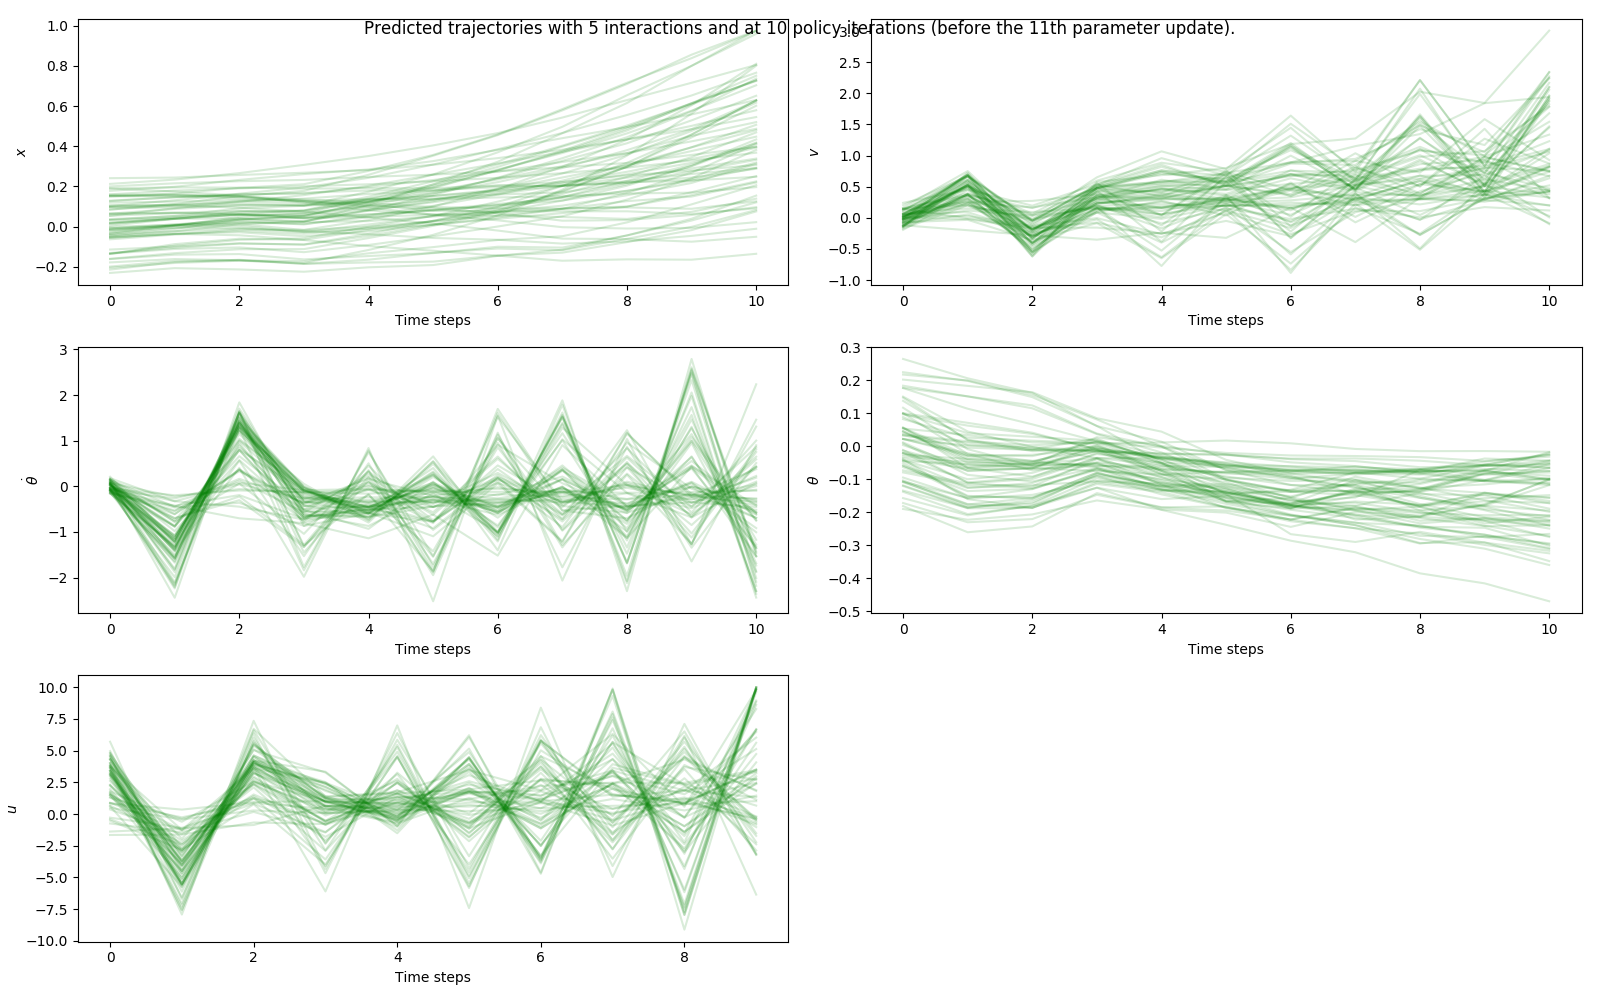 Predicted trajectories with 5 interactions and at 10 policy iterations (before the 11th parameter update).
1.0
0.8
0.6
0.4
0.2
0.0
−0.2
x
0 2 4 6 8 10
Time steps
3.0
2.5
2.0
1.5
1.0
0.5
0.0
−0.5
−1.0
v
0 2 4 6 8 10
Time steps
3
2
1
0
−1
−2
θ̇
0 2 4 6 8 10
Time steps
0.3
0.2
0.1
0.0
−0.1
−0.2
−0.3
−0.4
−0.5
θ
0 2 4 6 8 10
Time steps
10.0
7.5
5.0
2.5
0.0
−2.5
−5.0
−7.5
−10.0
u
0 2 4 6 8
Time steps